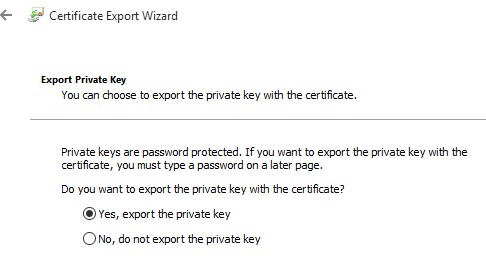 Certificate Export Wizard
Export Private Key
You can choose to export the private key with the certificate.
Private keys are password protected. If you want to export the private key with the
certificate, you must type a password on a later page.
Do you want to export the private key with the certificate?
Yes, export the private key
No, do not export the private key